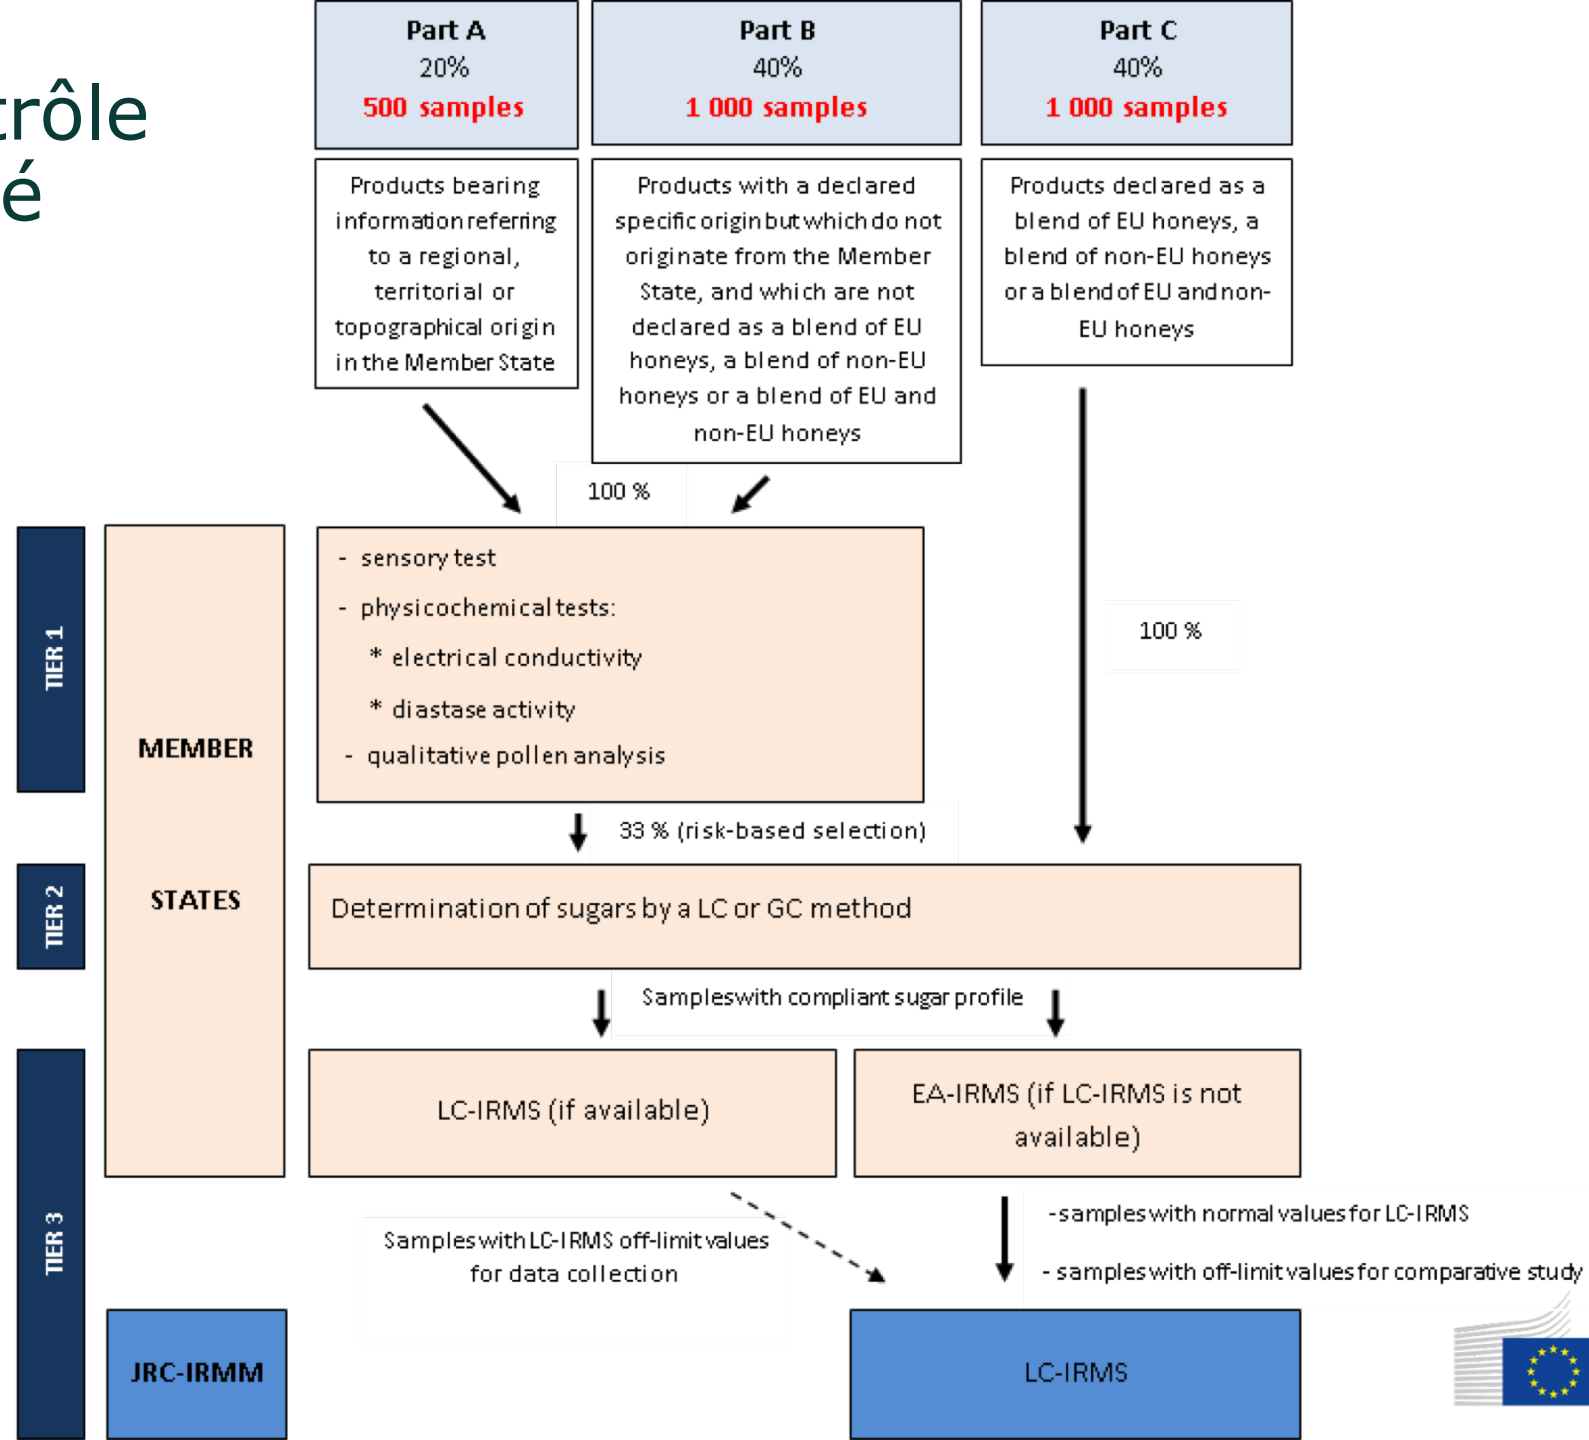 trôle
é
Part A
20%
500 samples
Part B
40%
1 000 samples
Part C
40%
1 000 samples
Products bearing
information referring
to a regional,
territorial or
topographical origin
in the Member State
Products with a declared
specific origin but which do not
originate from the Member
State, and which are not
declared as a blend of EU
honeys, a blend of non-EU
honeys or a blend of EU and
non-EU honeys
Products declared as a
blend of EU honeys, a
blend of non-EU honeys
or a blend of EU and non-
EU honeys
100 %
TIER 1
MEMBER
STATES
- sensory test
- physicochemical tests:
* electrical conductivity
* diastase activity
- qualitative pollen analysis
100 %
33 % (risk-based selection)
TIER 2
Determination of sugars by a LC or GC method
Samples with compliant sugar profile
TIER 3
LC-IRMS (if available)
EA-IRMS (if LC-IRMS is not
available)
Samples with LC-IRMS off-limit values
for data collection
- samples with normal values for LC-IRMS
- samples with off-limit values for comparative study
JRC-IRMM
LC-IRMS